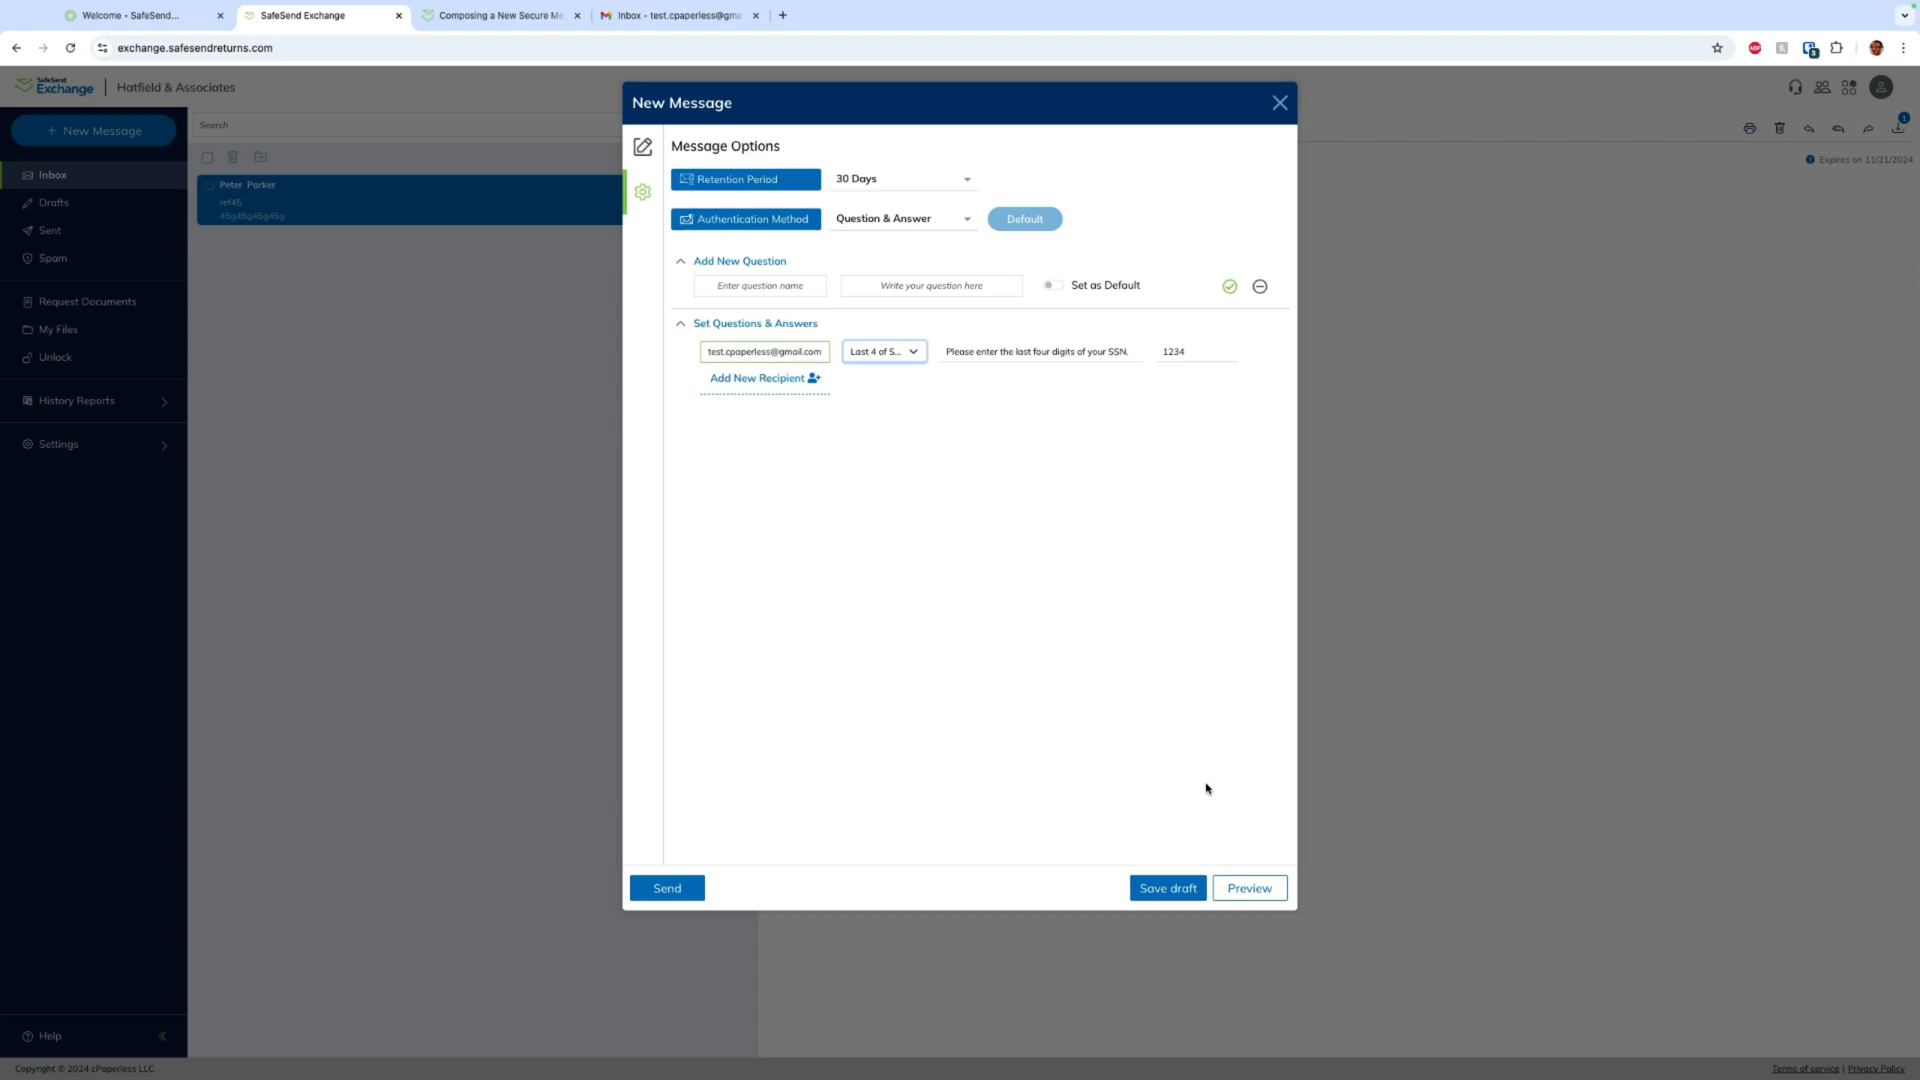 Welcome • SafeSend...
SafeSend Exchange
Composing a New Secure Me
Inbox - test.cpaperless@gma
exchange.safesendreturns.com
SafeSend
Exchange
Hatfield & Associates
+ New Message
Inbox
Drafts
Sent
Spam
Request Documents
My Files
Unlock
History Reports
Settings
Help
Search
Peter Parker
ref45
45g45g45g45g.
1
Expires on 11/21/2024
New Message
Message Options
Retention Period
30 Days
Authentication Method
Question & Answer
Default
Add New Question
Enter question name
Write your question here
Set as Default
Set Questions & Answers
test.cpaperless@gmail.com
Last 4 of S...
Please enter the last four digits of your SSN.
1234
Add New Recipient
Send
Save draft
Preview
Copyright © 2024 cPaperless LLC
Terms of service | Privacy Policy